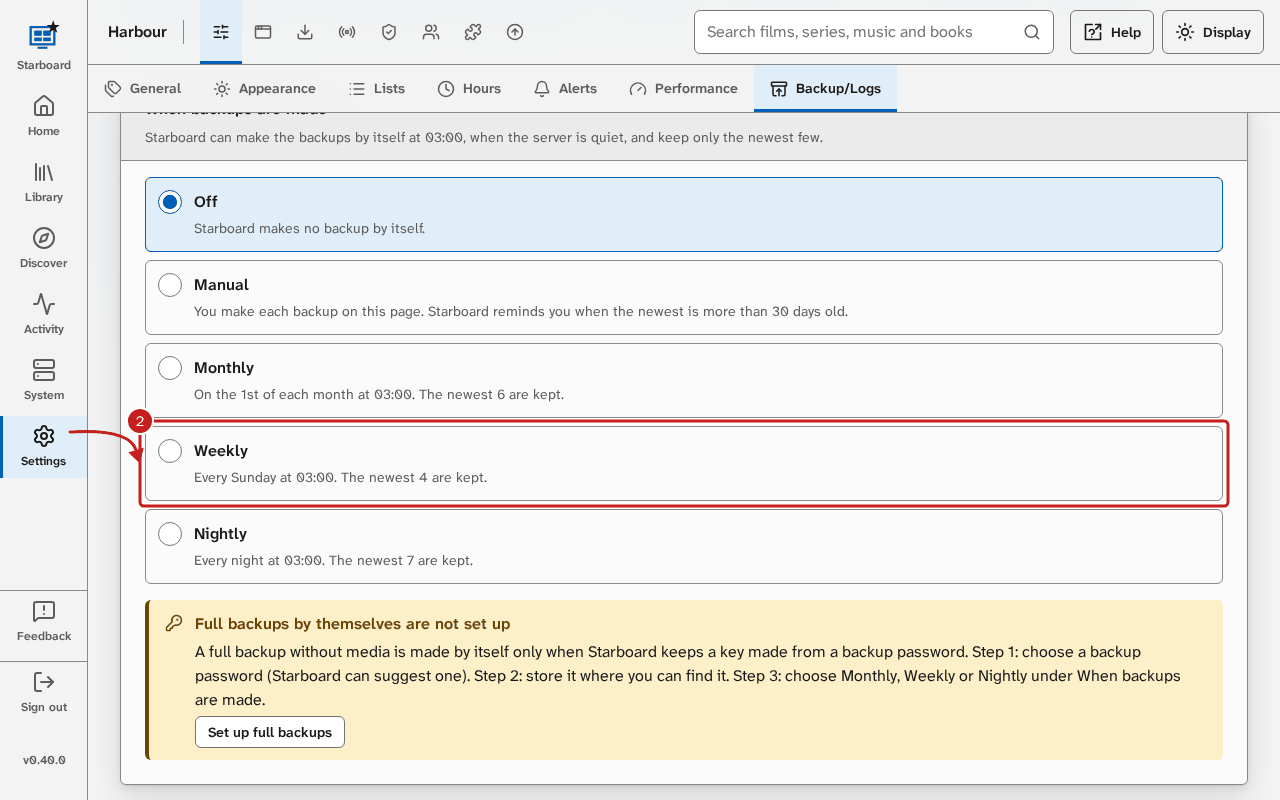 Starboard
Home
Library
Discover
Activity
System
Settings
Feedback
Sign out
v0.40.0
Harbour
Search films, series, music and books
Help
Display
General
Appearance
Lists
Hours
Alerts
Performance
Backup/Logs
When backups are made
Starboard can make the backups by itself at 03:00, when the server is quiet, and keep only the newest few.
Off
Starboard makes no backup by itself.
Manual
You make each backup on this page. Starboard reminds you when the newest is more than 30 days old.
Monthly
On the 1st of each month at 03:00. The newest 6 are kept.
2
Weekly
Every Sunday at 03:00. The newest 4 are kept.
Nightly
Every night at 03:00. The newest 7 are kept.
Full backups by themselves are not set up
A full backup without media is made by itself only when Starboard keeps a key made from a backup password. Step 1: choose a backup
password (Starboard can suggest one). Step 2: store it where you can find it. Step 3: choose Monthly, Weekly or Nightly under When backups
are made.
Set up full backups